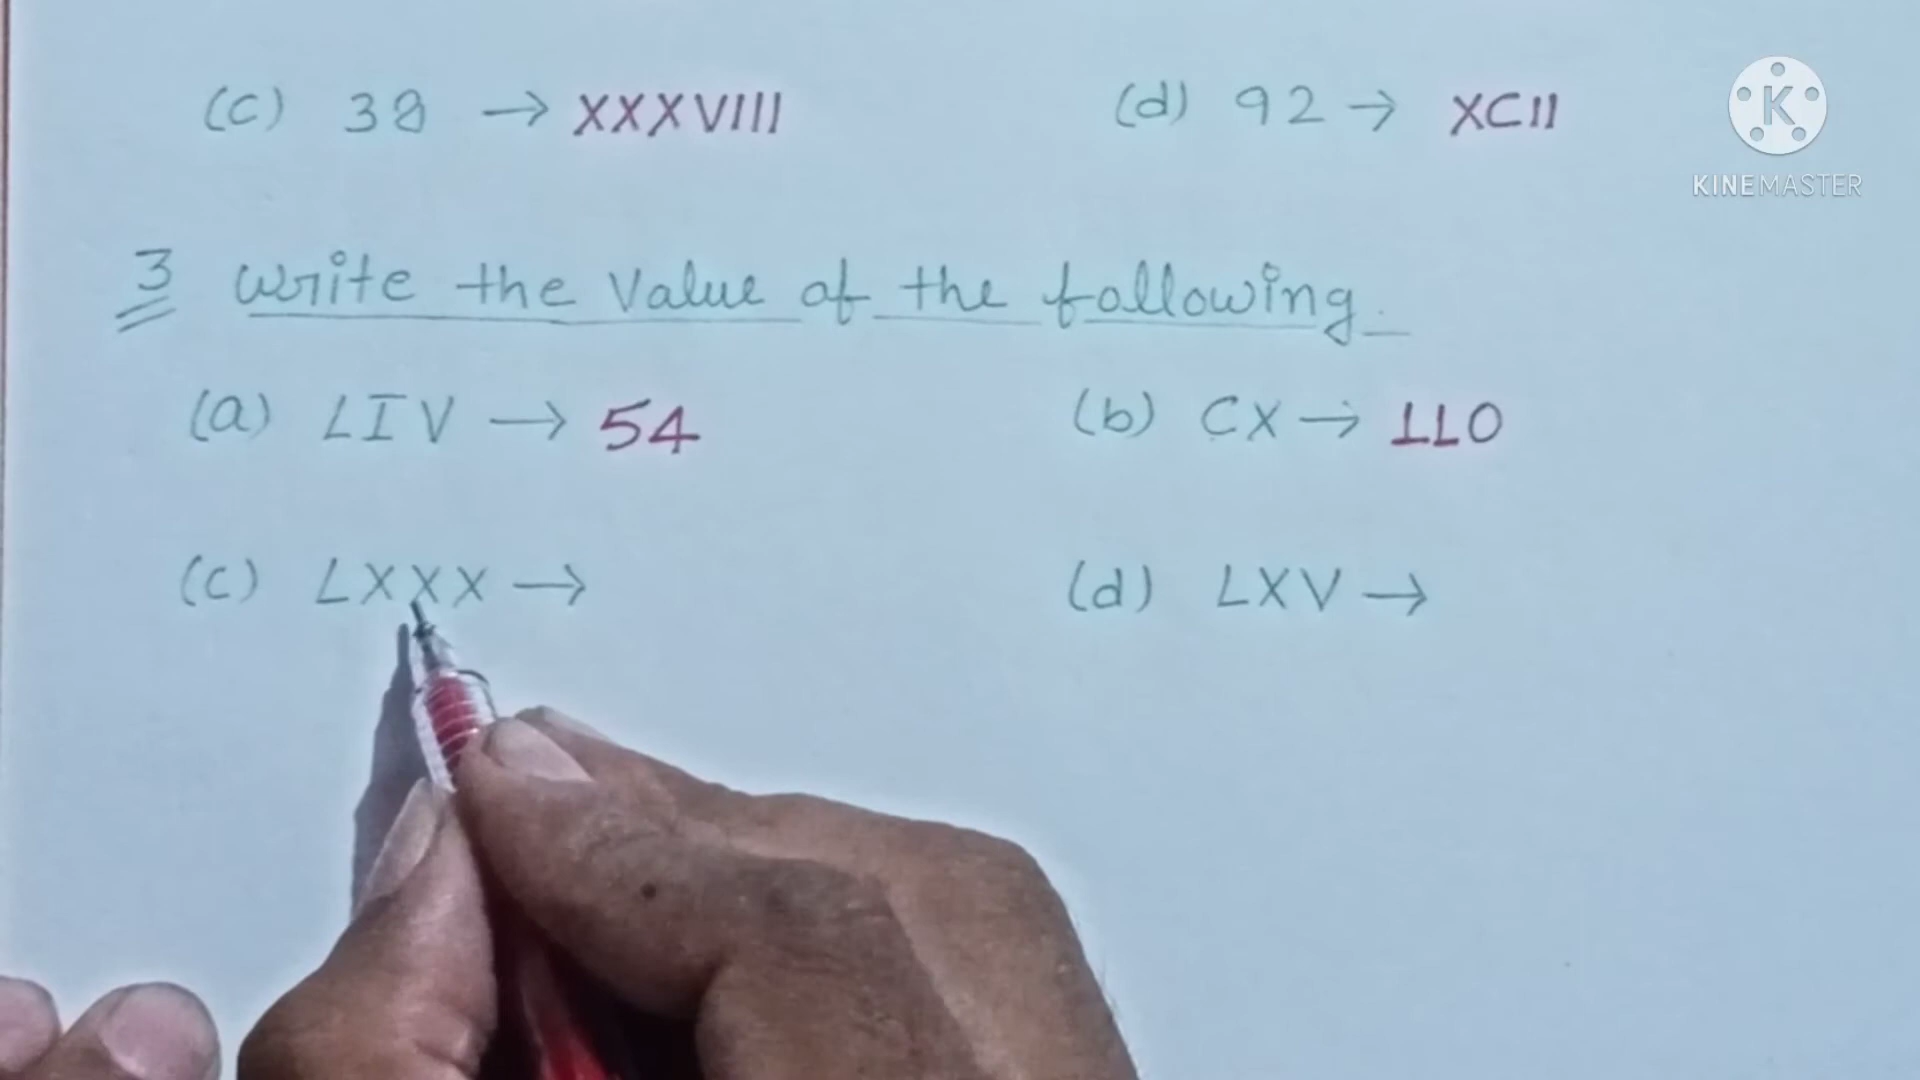 (C) 38 → XXXVIII (d) 92 → XCII
KINEMASTER
3 Write the Value of the following.
(a) LIV → 54 (b) CX → 110
(C) LXXX → (d) LXV →